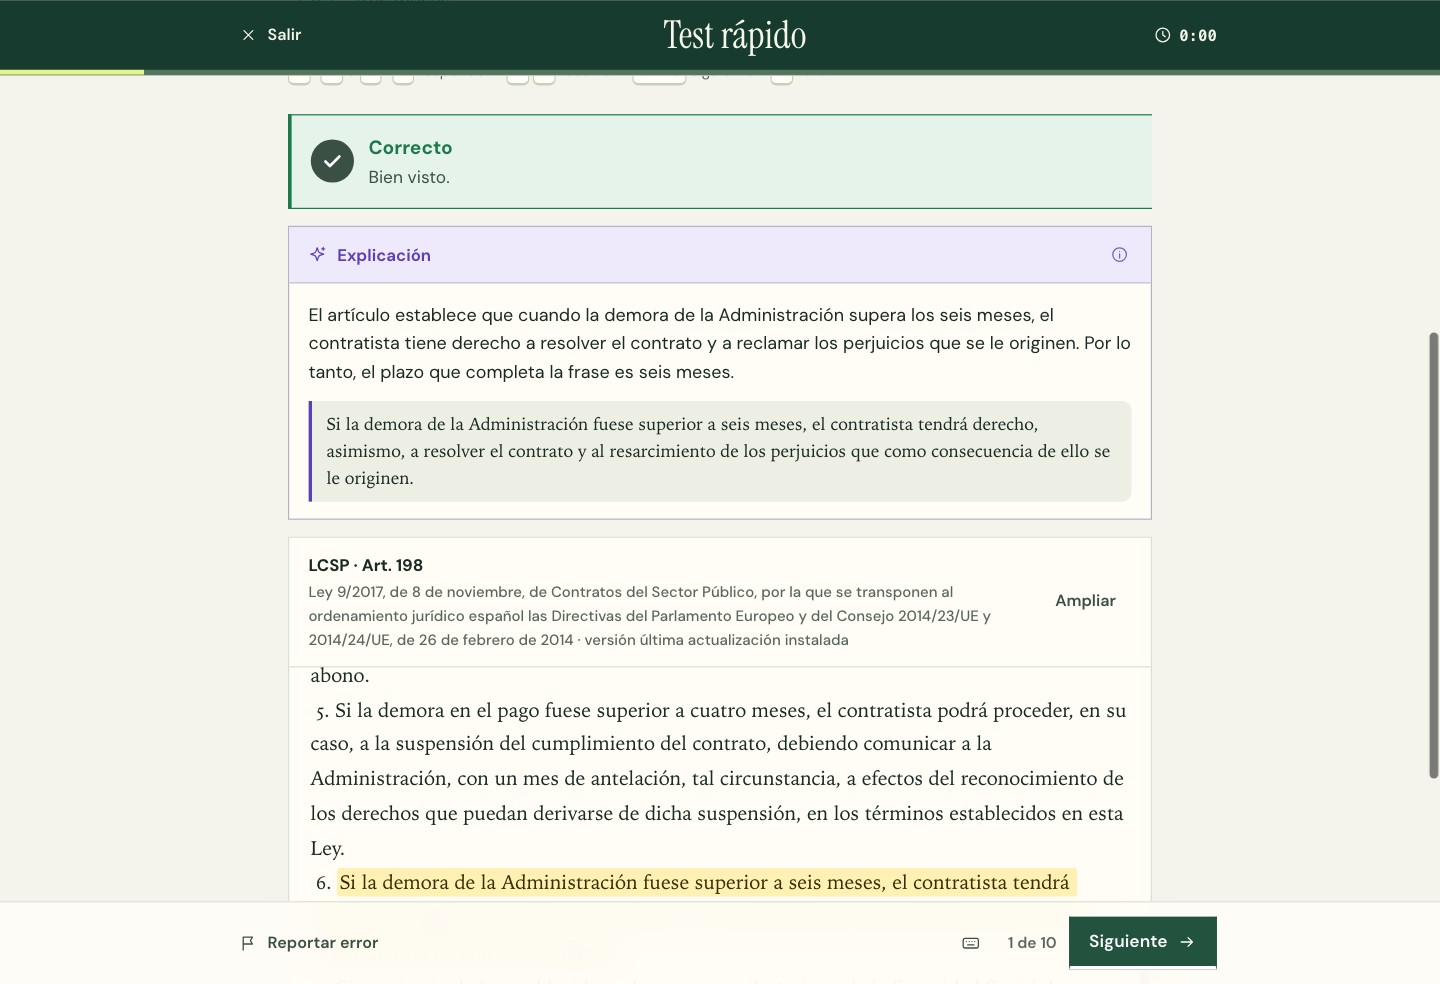 Salir
Test rápido
0:00
Correcto
Bien visto.
Explicación
El artículo establece que cuando la demora de la Administración supera los seis meses, el
contratista tiene derecho a resolver el contrato y a reclamar los perjuicios que se le originen. Por lo
tanto, el plazo que completa la frase es seis meses.
Si la demora de la Administración fuese superior a seis meses, el contratista tendrá derecho,
asimismo, a resolver el contrato y al resarcimiento de los perjuicios que como consecuencia de ello se
le originen.
LCSP · Art. 198
Ley 9/2017, de 8 de noviembre, de Contratos del Sector Público, por la que se transponen al
ordenamiento jurídico español las Directivas del Parlamento Europeo y del Consejo 2014/23/UE y
2014/24/UE, de 26 de febrero de 2014 · versión última actualización instalada
Ampliar
abono.
5. Si la demora en el pago fuese superior a cuatro meses, el contratista podrá proceder, en su
caso, a la suspensión del cumplimiento del contrato, debiendo comunicar a la
Administración, con un mes de antelación, tal circunstancia, a efectos del reconocimiento de
los derechos que puedan derivarse de dicha suspensión, en los términos establecidos en esta
Ley.
6. Si la demora de la Administración fuese superior a seis meses, el contratista tendrá
Reportar error
1 de 10
Siguiente